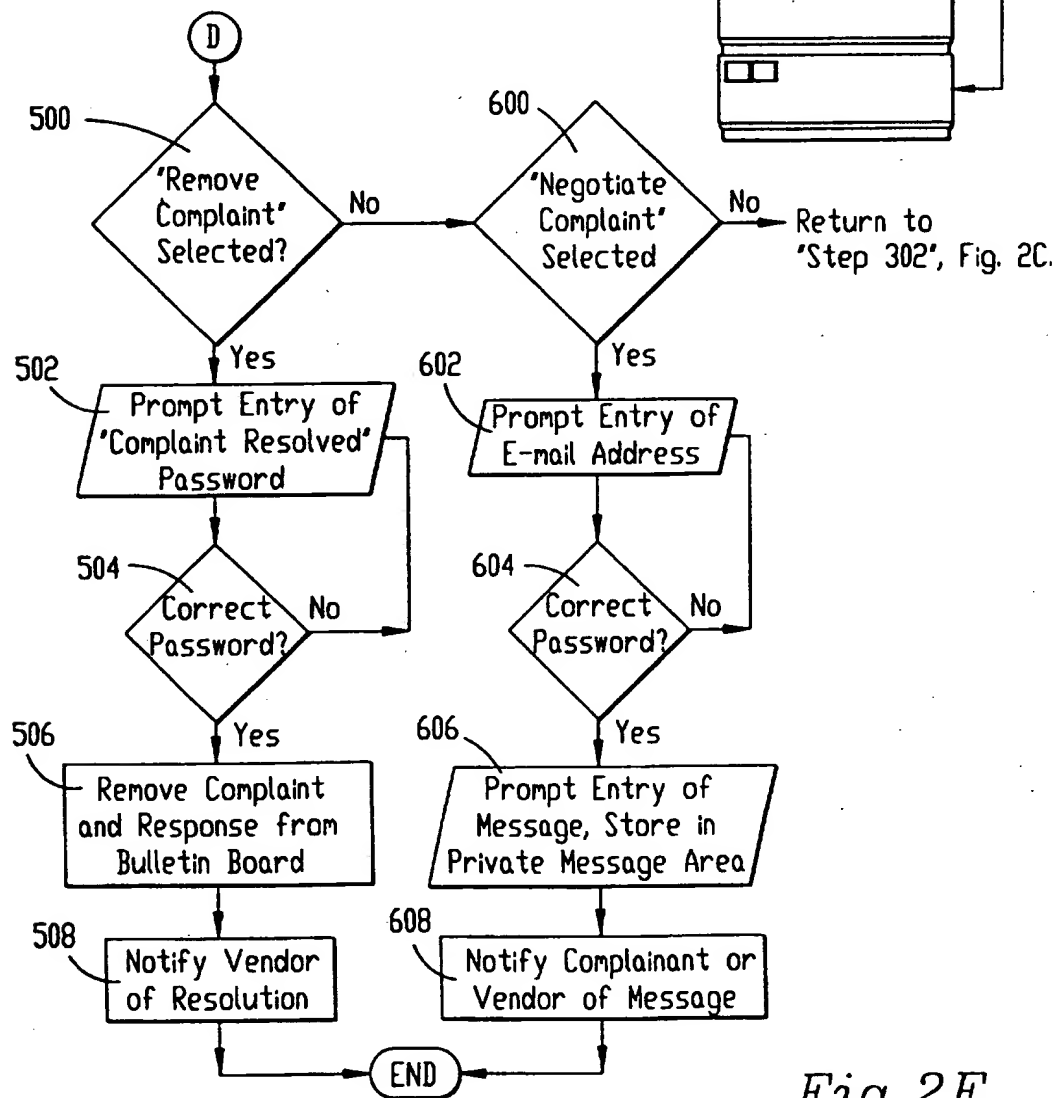 D
500
"Remove
Complaint"
Selected?
No
600
"Negotiate
Complaint"
Selected
No
Return to
"Step 302", Fig. 2C.
Yes
502
Prompt Entry of
"Complaint Resolved"
Password
504
Correct
Password?
No
Yes
506
Remove Complaint
and Response from
Bulletin Board
508
Notify Vendor
of Resolution
Yes
602
Prompt Entry of
E-mail Address
604
Correct
Password?
No
Yes
606
Prompt Entry of
Message, Store in
Private Message Area
608
Notify Complainant or
Vendor of Message
END